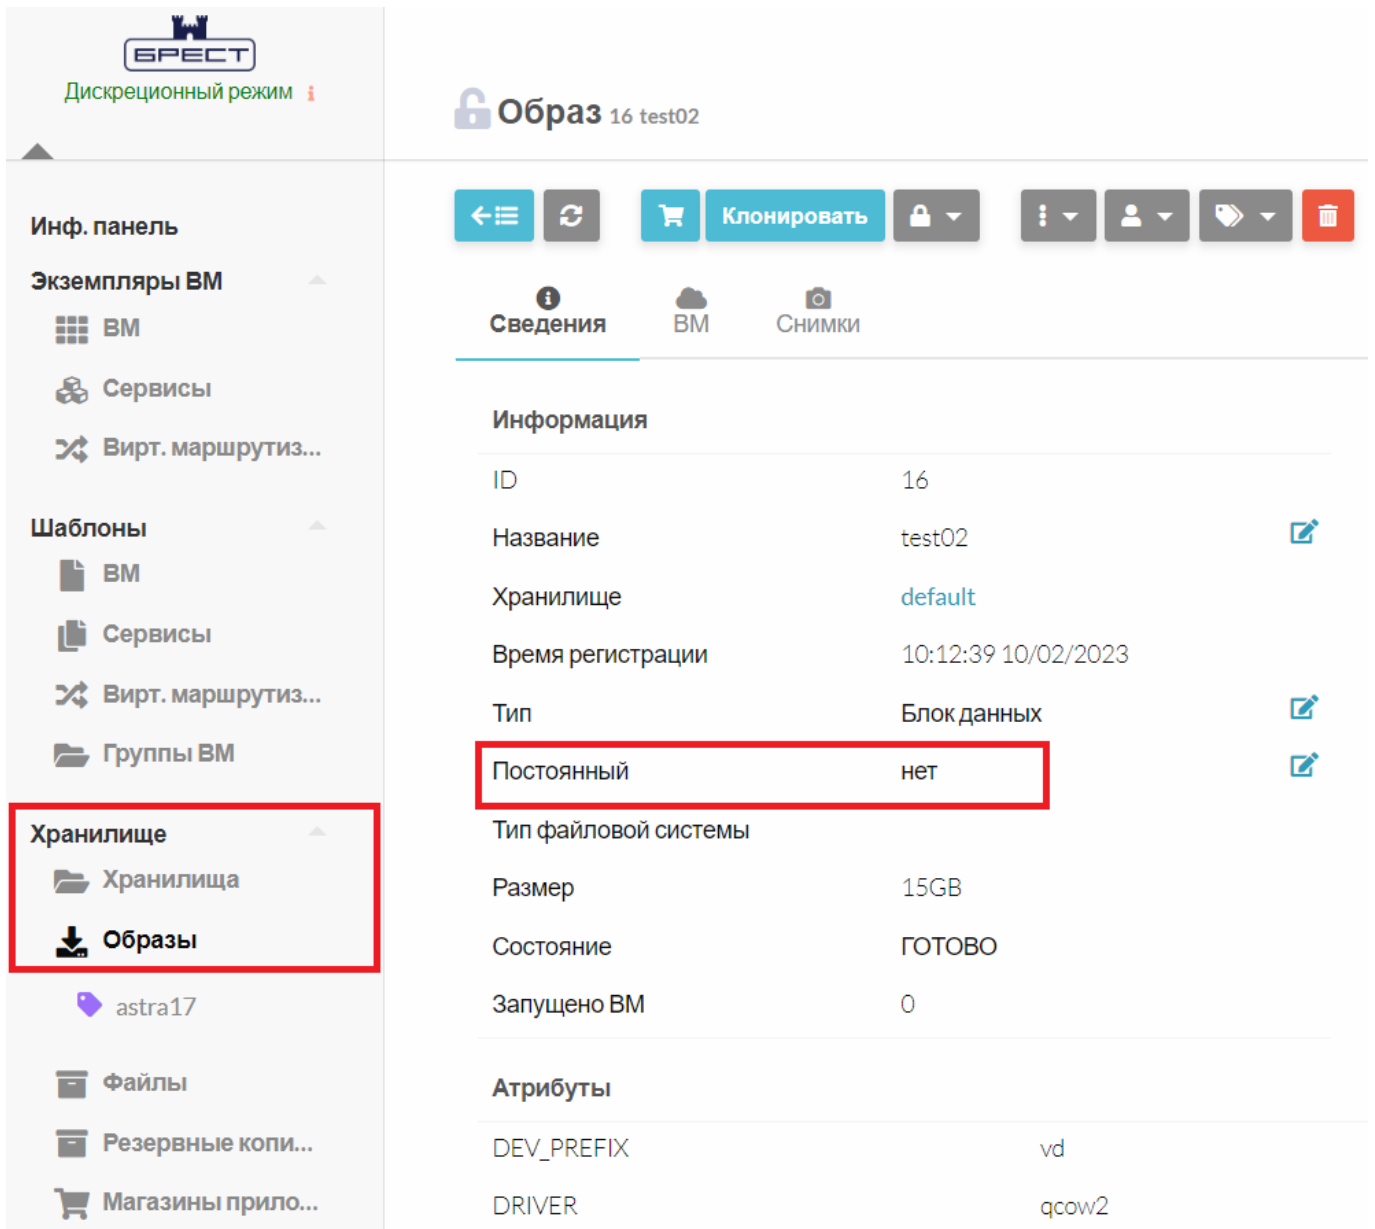 БРЕСТ
Дискреционный режим
Образ 16 test02
Клонировать
Инф. панель
Экземпляры ВМ
ВМ
Сервисы
Вирт. маршрутиз...
Шаблоны
ВМ
Сервисы
Вирт. маршрутиз...
Группы ВМ
Хранилище
Хранилища
Образы
astra17
Файлы
Резервные копи...
Магазины прило...
Сведения ВМ Снимки
Информация
ID 16
Название test02
Хранилище default
Время регистрации 10:12:39 10/02/2023
Тип Блок данных
Постоянный нет
Тип файловой системы
Размер 15GB
Состояние ГОТОВО
Запущено ВМ 0
Атрибуты
DEV_PREFIX vd
DRIVER qcow2